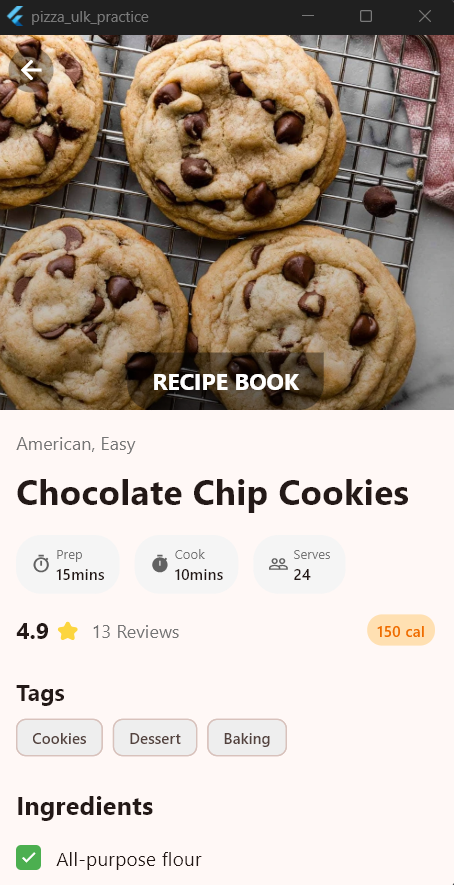 pizza_ulk_practice
RECIPE BOOK
American, Easy
Chocolate Chip Cookies
Prep
15mins
Cook
10mins
Serves
24
4.9 13 Reviews
150 cal
Tags
Cookies Dessert Baking
Ingredients
All-purpose flour